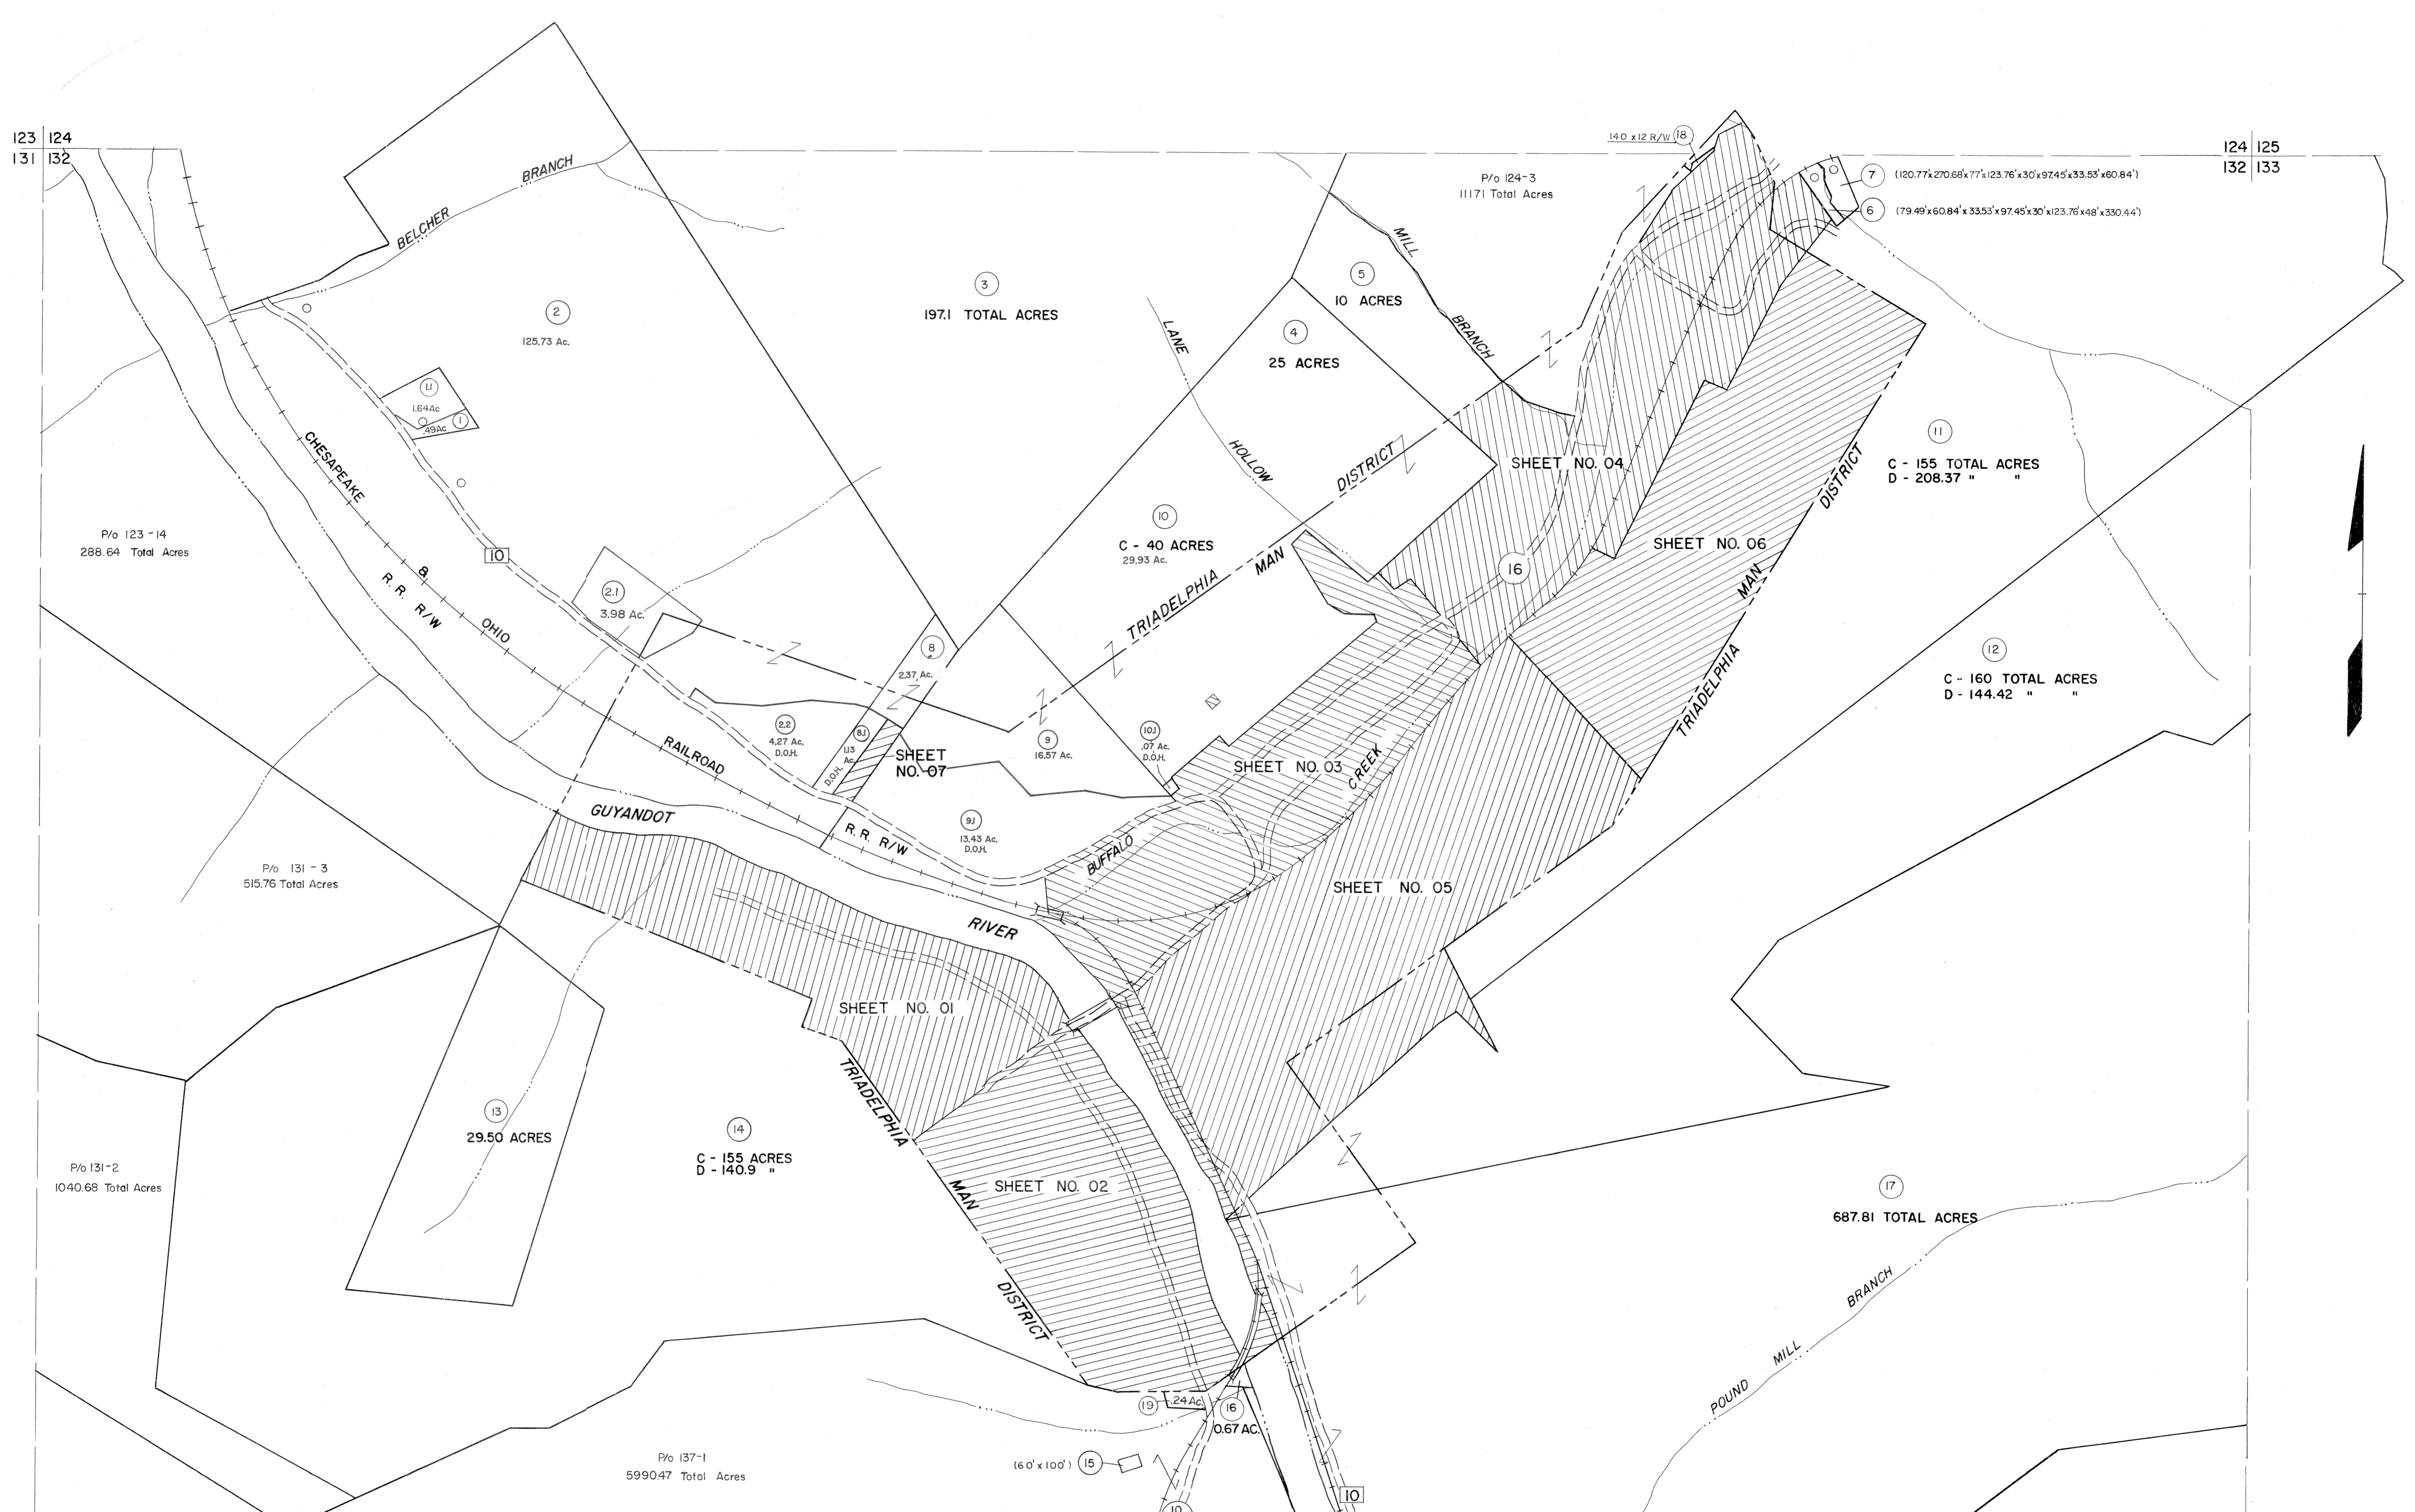 123 124
131 132
124 125
132 133
BELCHER BRANCH
140 x 12 R/W 18
P/o 124-3
11171 Total Acres
7 (120.77'x270.68'x77'x123.76'x30'x97.45'x33.53'x60.84')
6 (79.49'x60.84'x33.53'x97.45'x30'x123.76'x48'x330.44')
MILL BRANCH
3
197.1 TOTAL ACRES
5
10 ACRES
4
25 ACRES
2
125.73 Ac.
LANE HOLLOW
1.1
1.64Ac
1
.49Ac
CHESAPEAKE & OHIO RAILROAD
R. R. R/W
10
11
C - 155 TOTAL ACRES
D - 208.37 " "
SHEET NO. 04
DISTRICT
MAN
TRIADELPHIA
10
C - 40 ACRES
29.93 Ac.
P/o 123-14
288.64 Total Acres
SHEET NO. 06
16
DISTRICT
MAN
TRIADELPHIA
2.1
3.98 Ac.
8
2.37 Ac.
12
C - 160 TOTAL ACRES
D - 144.42 " "
2.2
4.27 Ac.
D.O.H.
8.1
1.13
Ac.
D.O.H.
SHEET
NO. 07
9
16.57 Ac.
10.1
.07 Ac.
D.O.H.
SHEET NO. 03
BUFFALO CREEK
GUYANDOT RIVER
R. R. R/W
9.1
13.43 Ac.
D.O.H.
P/o 131 - 3
515.76 Total Acres
SHEET NO. 05
SHEET NO. 01
TRIADELPHIA
MAN
DISTRICT
13
29.50 ACRES
14
C - 155 ACRES
D - 140.9 "
P/o 131-2
1040.68 Total Acres
SHEET NO. 02
17
687.81 TOTAL ACRES
POUND MILL BRANCH
19 .24 Ac.
16
0.67 AC.
P/o 137-1
5990.47 Total Acres
(60' x 100') 15
10
10